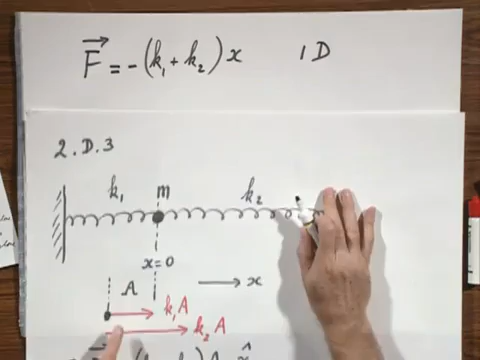 F⃗ = -(k₁ + k₂) x 1D
2.D.3
k₁ m k₂
x=0
A → x
k₁A
k₂A